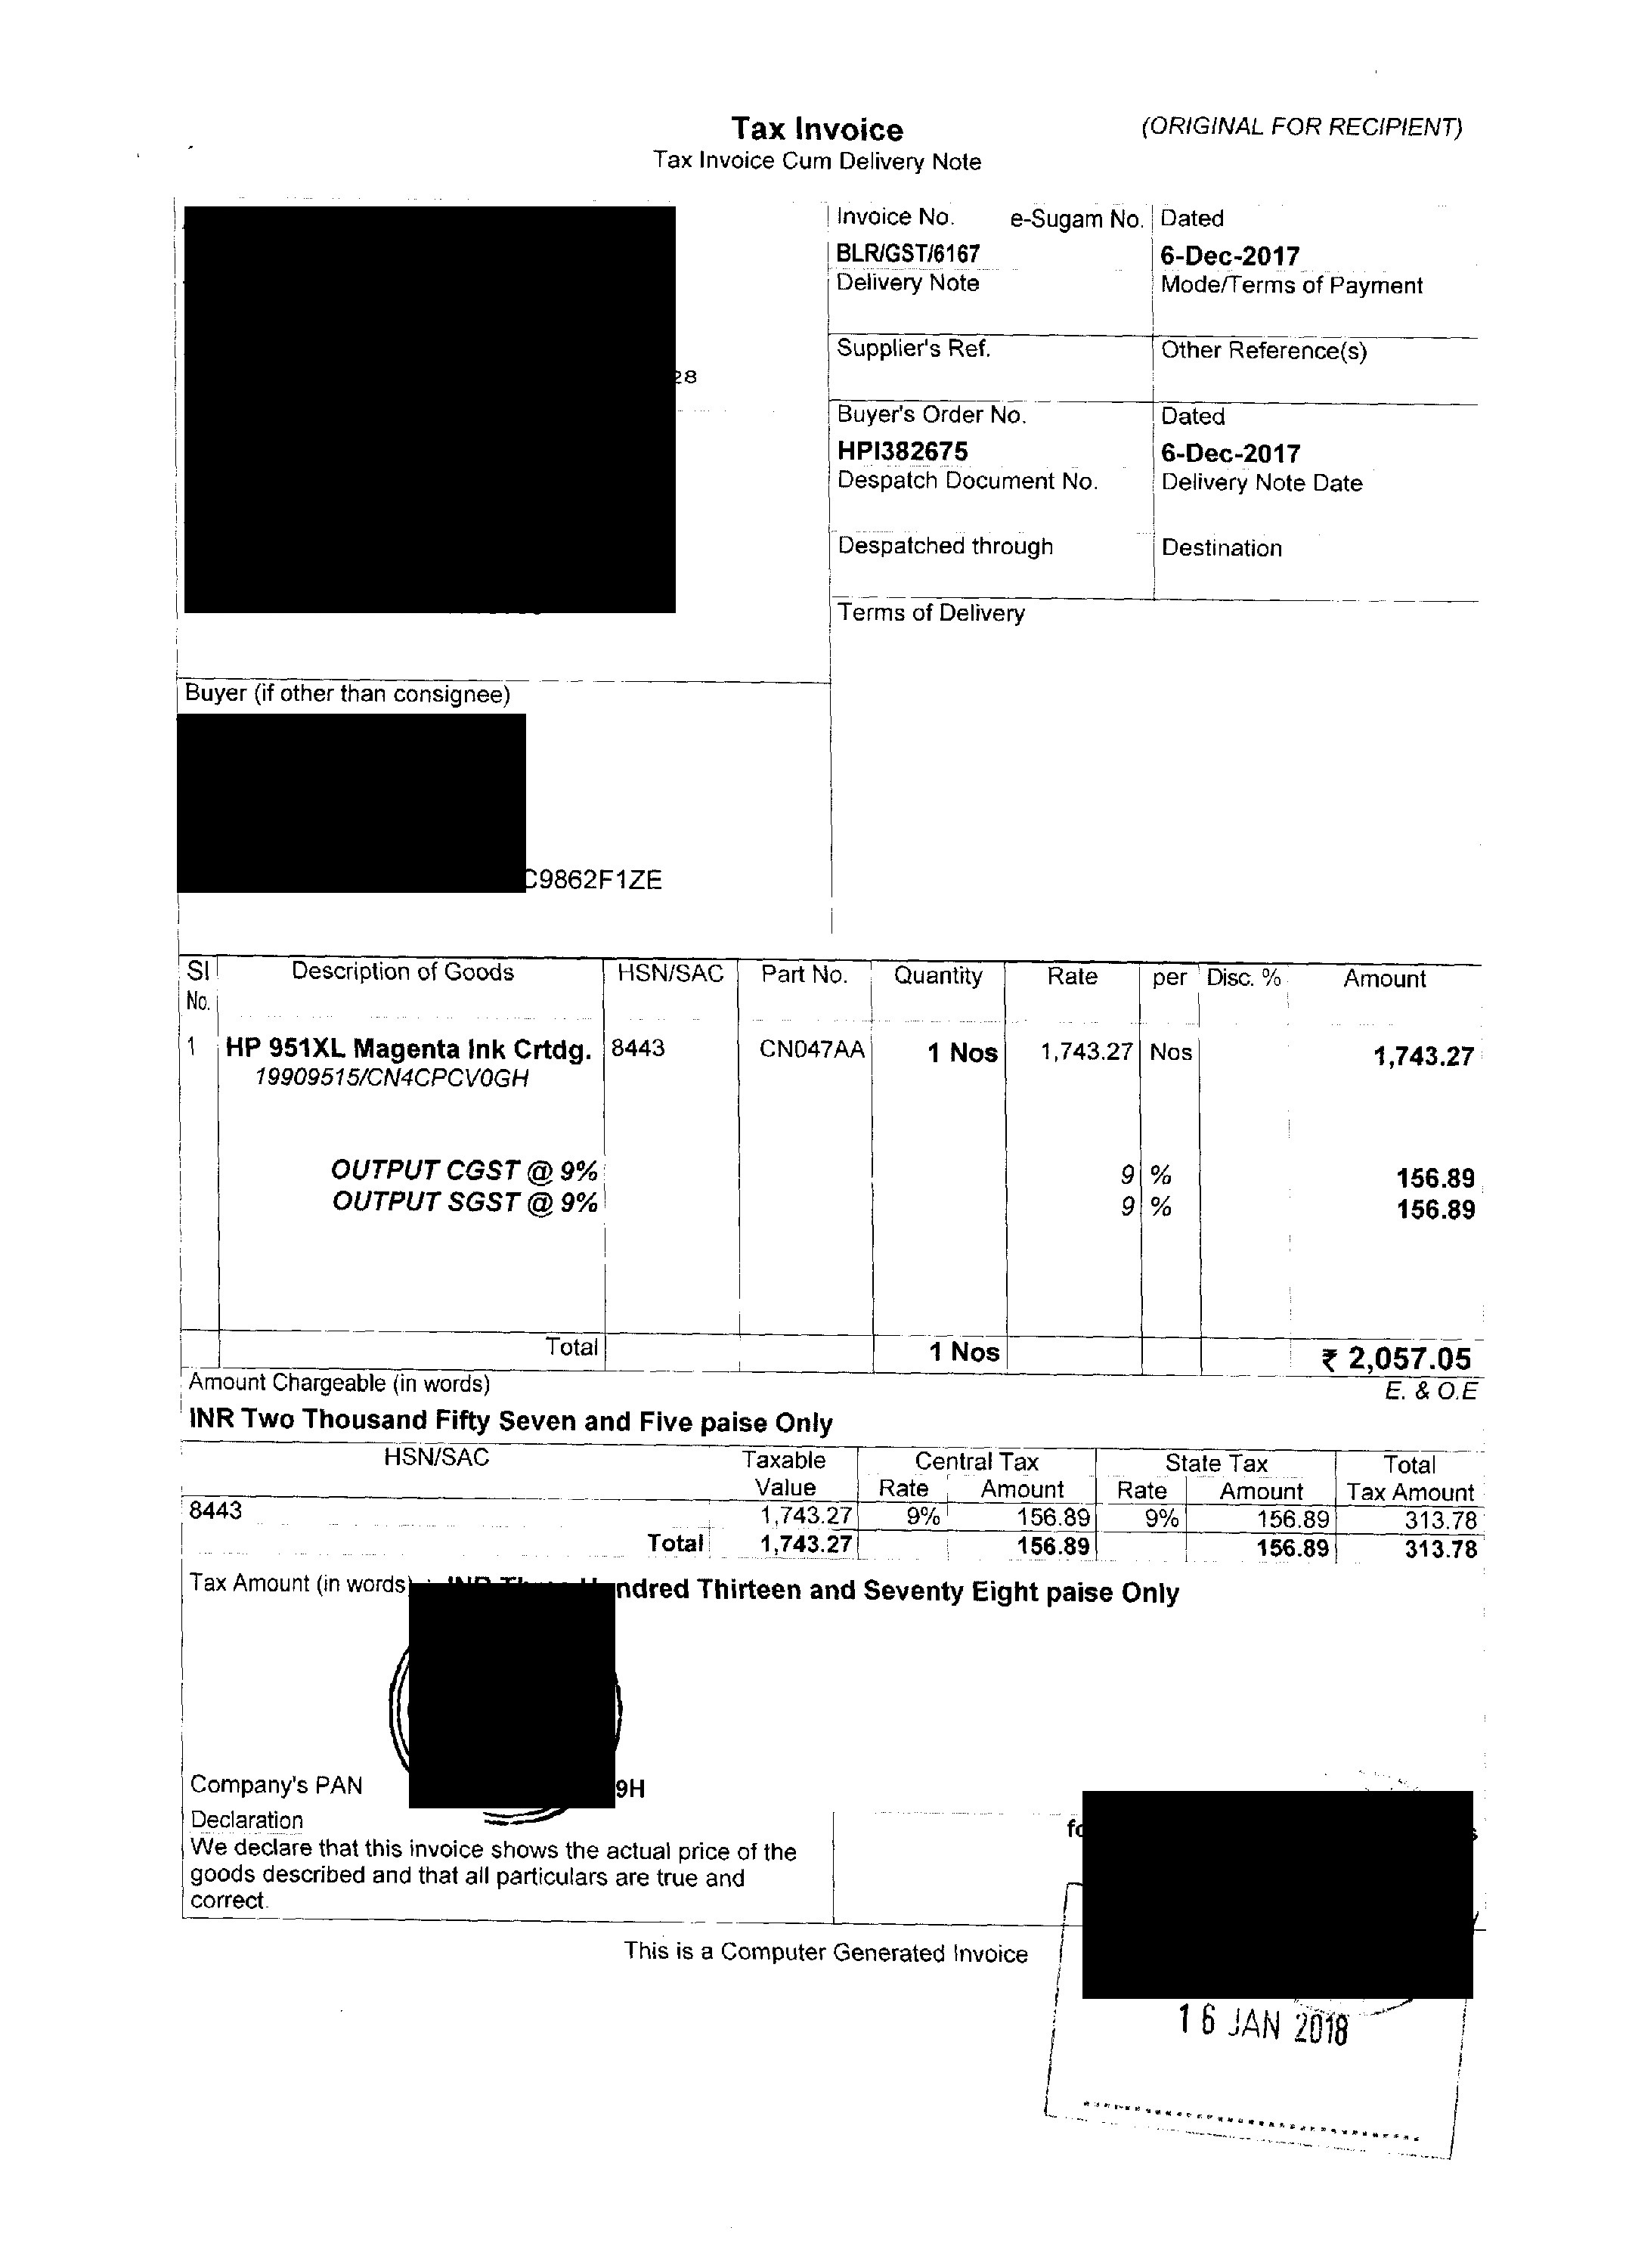 Tax Invoice
(ORIGINAL FOR RECIPIENT)
Tax Invoice Cum Delivery Note
Invoice No. e-Sugam No. Dated
BLR/GST/6167 6-Dec-2017
Delivery Note Mode/Terms of Payment
Supplier's Ref. Other Reference(s)
28
Buyer's Order No. Dated
HPI382675 6-Dec-2017
Despatch Document No. Delivery Note Date
Despatched through Destination
Terms of Delivery
Buyer (if other than consignee)
C9862F1ZE
Sl No. Description of Goods HSN/SAC Part No. Quantity Rate per Disc. % Amount
1 HP 951XL Magenta Ink Crtdg. 8443 CN047AA 1 Nos 1,743.27 Nos 1,743.27
19909515/CN4CPCV0GH
OUTPUT CGST @ 9% 9 % 156.89
OUTPUT SGST @ 9% 9 % 156.89
Total 1 Nos ₹ 2,057.05
Amount Chargeable (in words) E. & O.E
INR Two Thousand Fifty Seven and Five paise Only
HSN/SAC Taxable Central Tax State Tax Total
Value Rate Amount Rate Amount Tax Amount
8443 1,743.27 9% 156.89 9% 156.89 313.78
Total 1,743.27 156.89 156.89 313.78
Tax Amount (in words) : ndred Thirteen and Seventy Eight paise Only
Company's PAN 9H
Declaration
We declare that this invoice shows the actual price of the
goods described and that all particulars are true and
correct.
This is a Computer Generated Invoice
16 JAN 2018